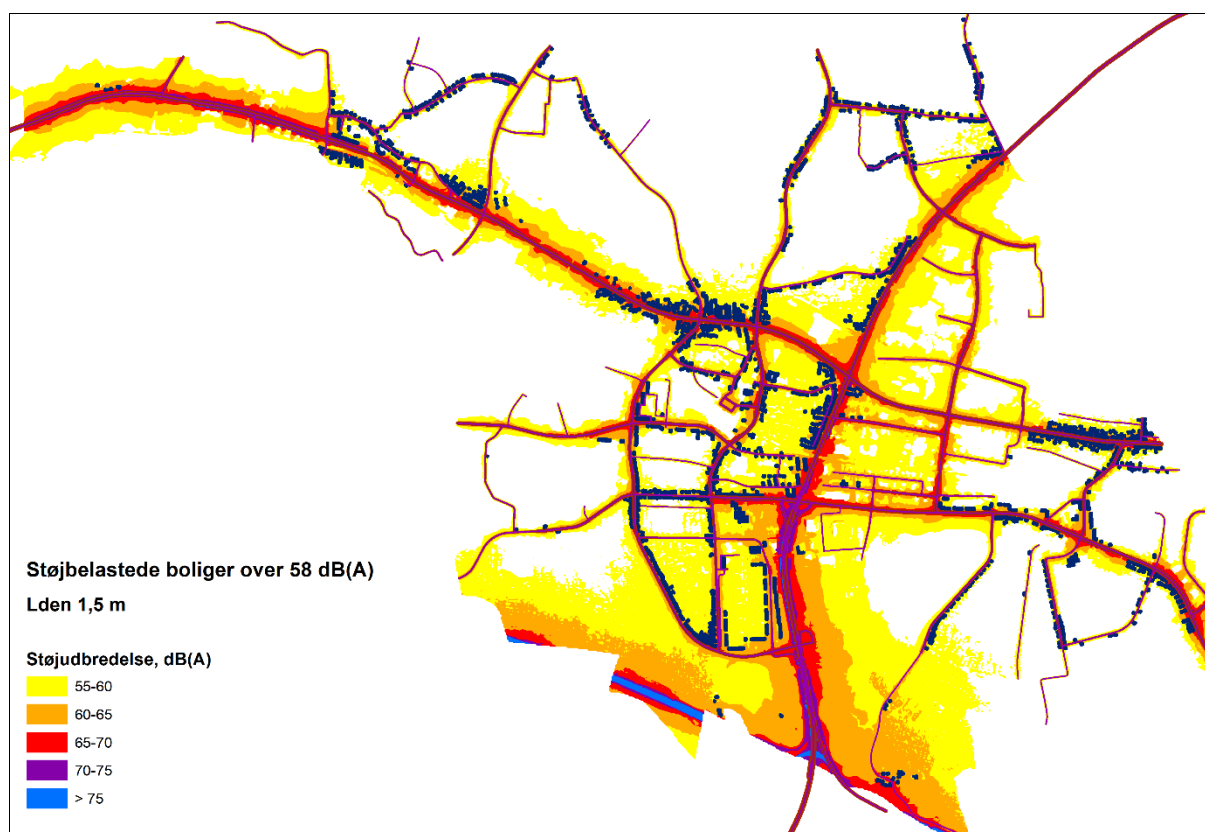 Støjbelastede boliger over 58 dB(A)
Lden 1,5 m
Støjudbredelse, dB(A)
55-60
60-65
65-70
70-75
> 75